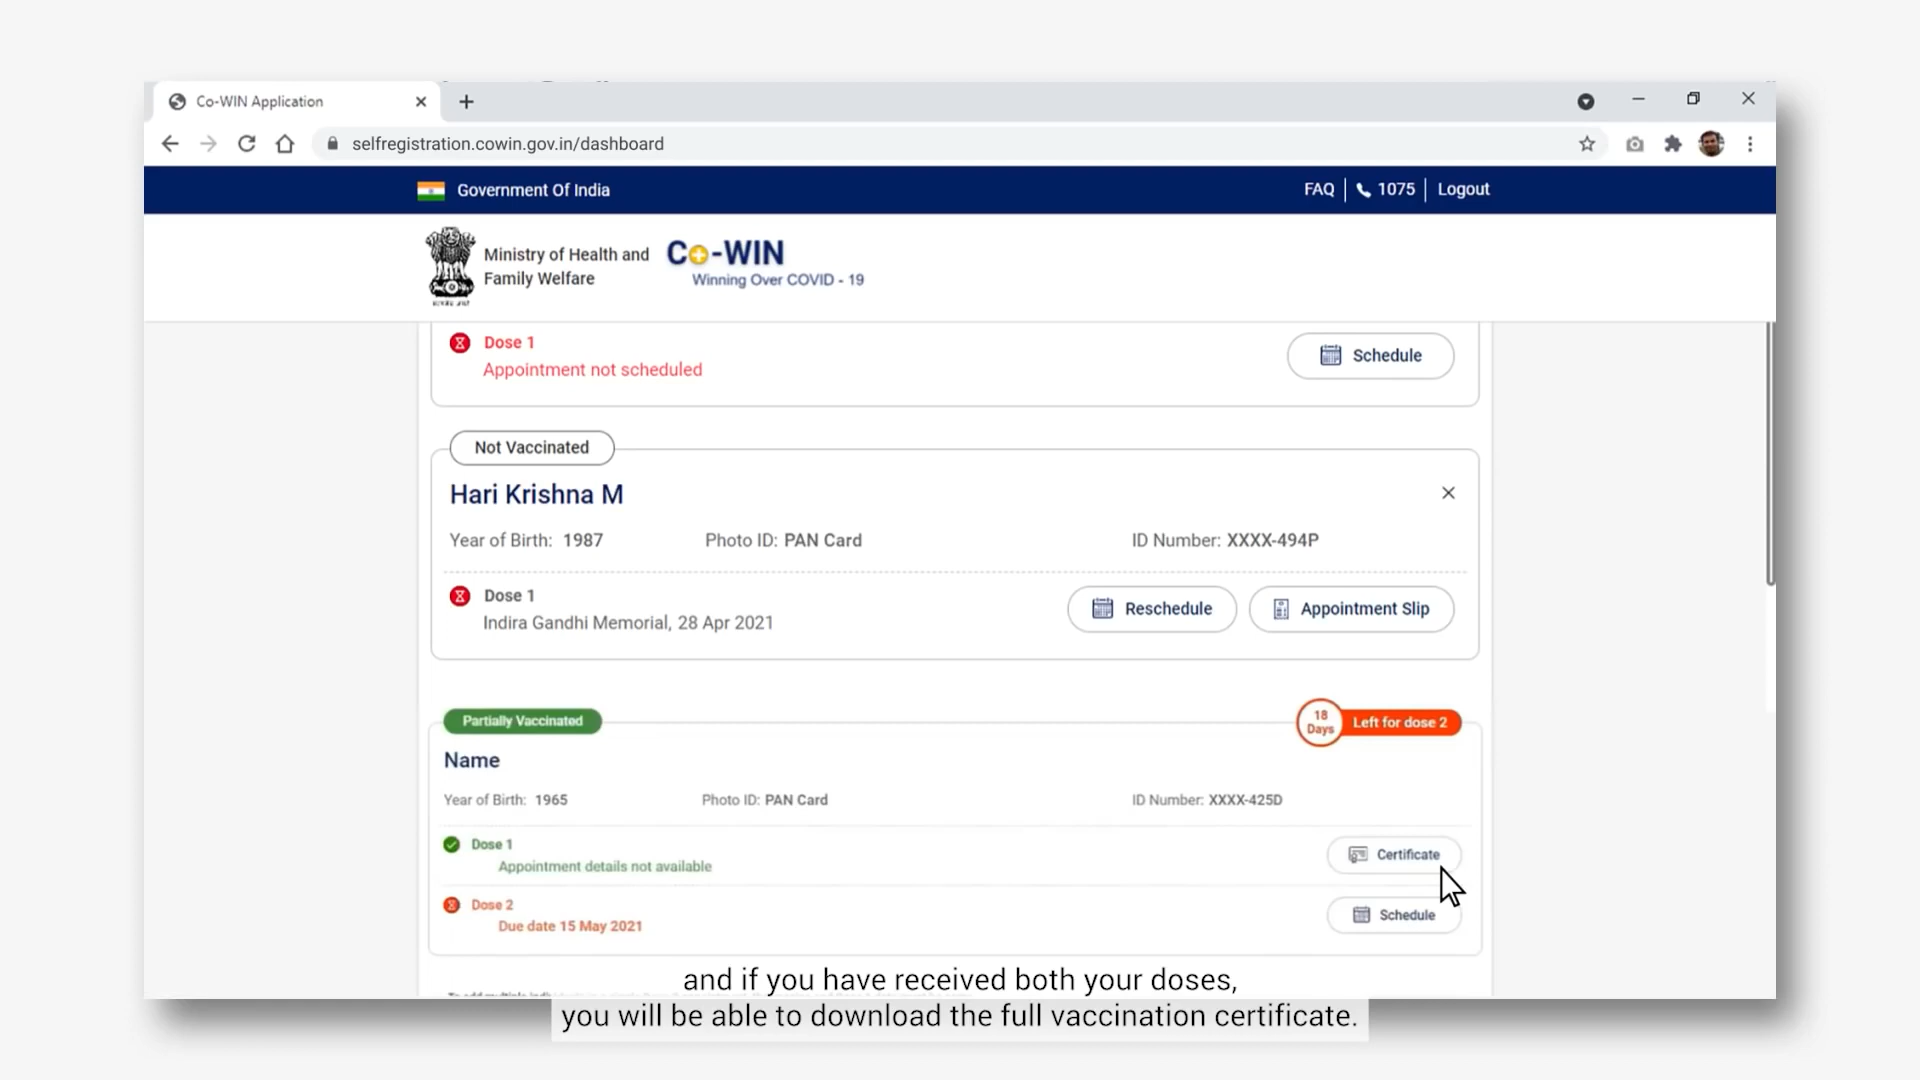 Co-WIN Application
selfregistration.cowin.gov.in/dashboard
Government Of India
FAQ 1075 Logout
Ministry of Health and
Family Welfare
Co-WIN
Winning Over COVID - 19
Dose 1
Appointment not scheduled
Schedule
Not Vaccinated
Hari Krishna M
Year of Birth: 1987 Photo ID: PAN Card ID Number: XXXX-494P
Dose 1
Indira Gandhi Memorial, 28 Apr 2021
Reschedule Appointment Slip
Partially Vaccinated
18
Days
Left for dose 2
Name
Year of Birth: 1965 Photo ID: PAN Card ID Number: XXXX-425D
Dose 1
Appointment details not available
Certificate
Dose 2
Due date 15 May 2021
Schedule
and if you have received both your doses,
you will be able to download the full vaccination certificate.